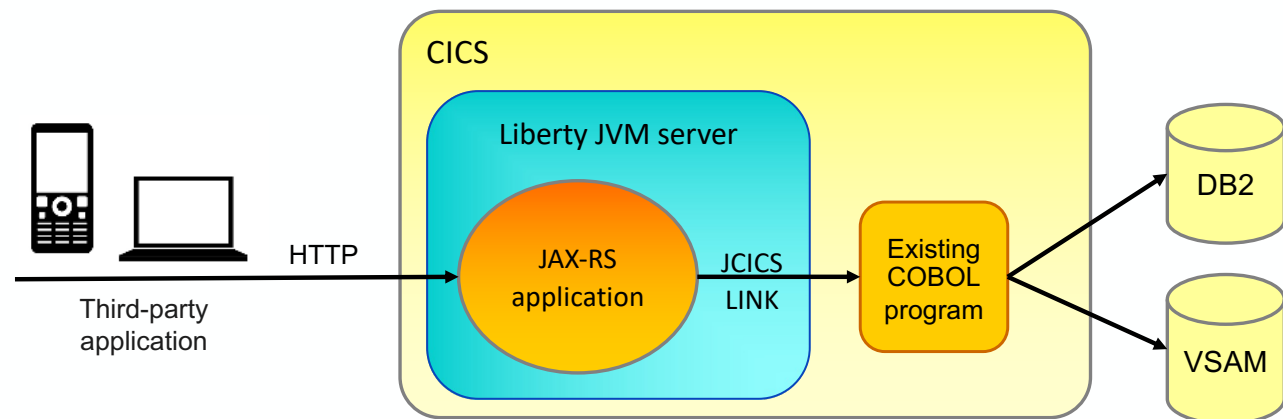 CICS
Liberty JVM server
HTTP
Third-party
application
JAX-RS
application
JCICS
LINK
Existing
COBOL
program
DB2
VSAM